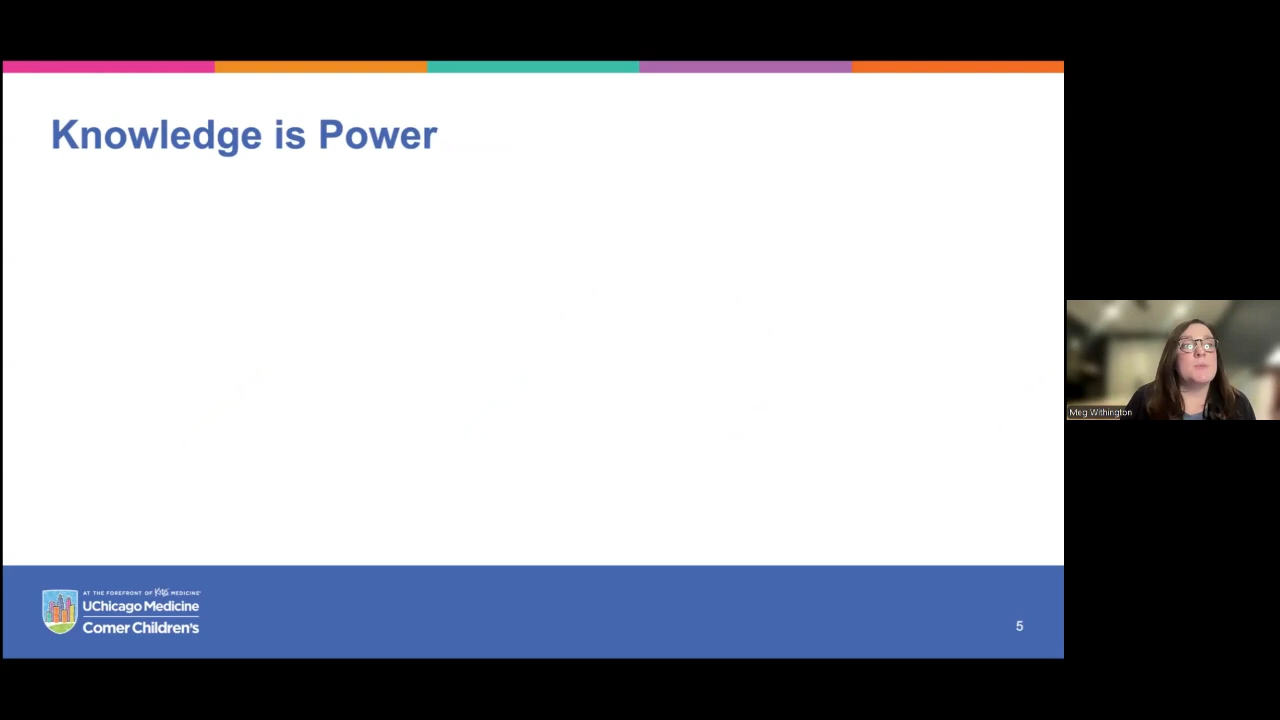 Knowledge is Power
Meg Withington
AT THE FOREFRONT OF Kids MEDICINE®
UChicago Medicine
Comer Children's
5